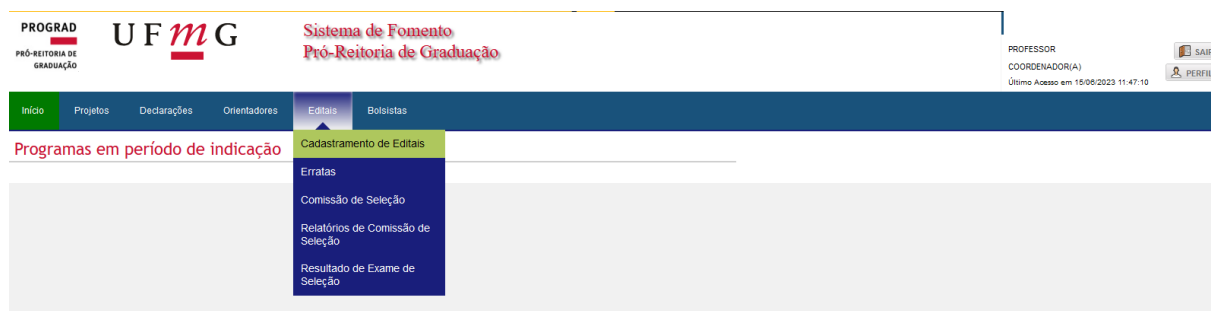 PROGRAD
PRÓ-REITORIA DE
GRADUAÇÃO
UFmG
Sistema de Fomento
Pró-Reitoria de Graduação
PROFESSOR
COORDENADOR(A)
Último Acesso em 15/06/2023 11:47:10
SAIR
PERFIL
Início Projetos Declarações Orientadores Editais Bolsistas
Programas em período de indicação
Cadastramento de Editais
Erratas
Comissão de Seleção
Relatórios de Comissão de
Seleção
Resultado de Exame de
Seleção